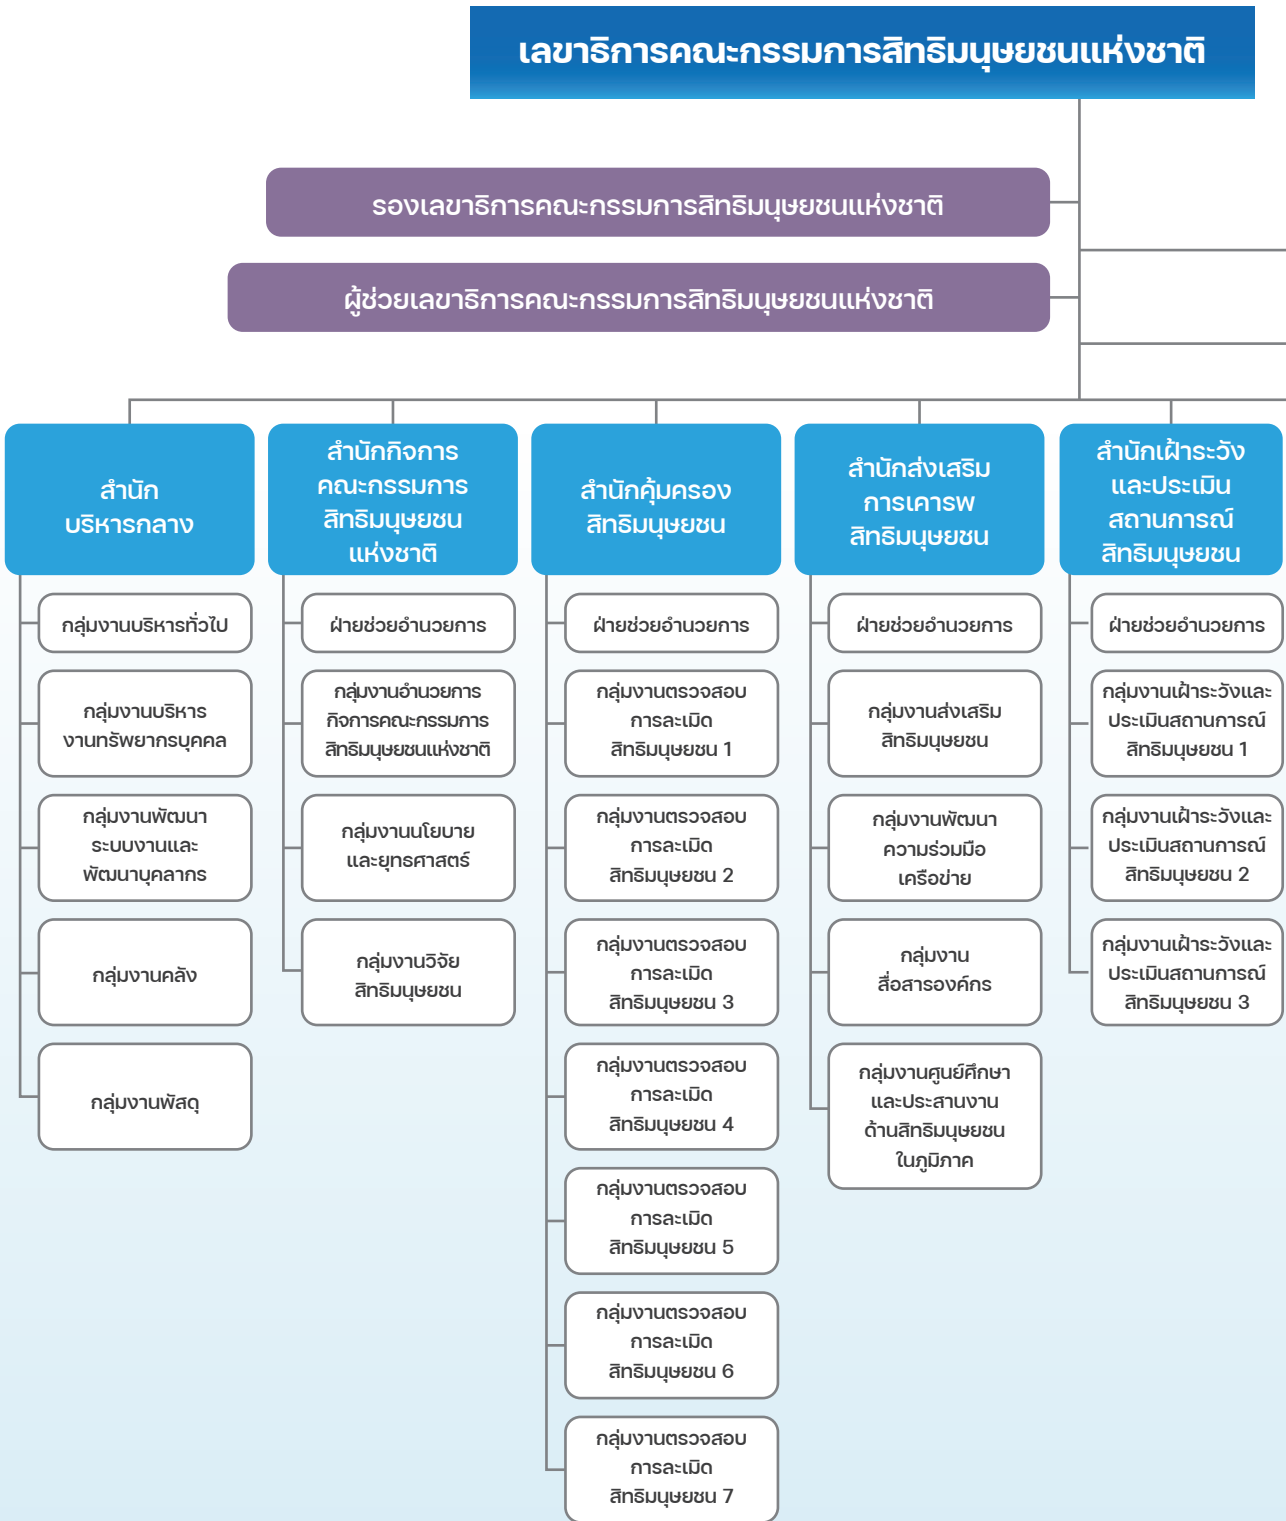 เลขาธิการคณะกรรมการสิทธิมนุษยชนแห่งชาติ
รองเลขาธิการคณะกรรมการสิทธิมนุษยชนแห่งชาติ
ผู้ช่วยเลขาธิการคณะกรรมการสิทธิมนุษยชนแห่งชาติ
สำนัก
บริหารกลาง
กลุ่มงานบริหารทั่วไป
กลุ่มงานบริหาร
งานทรัพยากรบุคคล
กลุ่มงานพัฒนา
ระบบงานและ
พัฒนาบุคลากร
กลุ่มงานคลัง
กลุ่มงานพัสดุ
สำนักกิจการ
คณะกรรมการ
สิทธิมนุษยชน
แห่งชาติ
ฝ่ายช่วยอำนวยการ
กลุ่มงานอำนวยการ
กิจการคณะกรรมการ
สิทธิมนุษยชนแห่งชาติ
กลุ่มงานนโยบาย
และยุทธศาสตร์
กลุ่มงานวิจัย
สิทธิมนุษยชน
สำนักคุ้มครอง
สิทธิมนุษยชน
ฝ่ายช่วยอำนวยการ
กลุ่มงานตรวจสอบ
การละเมิด
สิทธิมนุษยชน 1
กลุ่มงานตรวจสอบ
การละเมิด
สิทธิมนุษยชน 2
กลุ่มงานตรวจสอบ
การละเมิด
สิทธิมนุษยชน 3
กลุ่มงานตรวจสอบ
การละเมิด
สิทธิมนุษยชน 4
กลุ่มงานตรวจสอบ
การละเมิด
สิทธิมนุษยชน 5
กลุ่มงานตรวจสอบ
การละเมิด
สิทธิมนุษยชน 6
กลุ่มงานตรวจสอบ
การละเมิด
สิทธิมนุษยชน 7
สำนักส่งเสริม
การเคารพ
สิทธิมนุษยชน
ฝ่ายช่วยอำนวยการ
กลุ่มงานส่งเสริม
สิทธิมนุษยชน
กลุ่มงานพัฒนา
ความร่วมมือ
เครือข่าย
กลุ่มงาน
สื่อสารองค์กร
กลุ่มงานศูนย์ศึกษา
และประสานงาน
ด้านสิทธิมนุษยชน
ในภูมิภาค
สำนักเฝ้าระวัง
และประเมิน
สถานการณ์
สิทธิมนุษยชน
ฝ่ายช่วยอำนวยการ
กลุ่มงานเฝ้าระวังและ
ประเมินสถานการณ์
สิทธิมนุษยชน 1
กลุ่มงานเฝ้าระวังและ
ประเมินสถานการณ์
สิทธิมนุษยชน 2
กลุ่มงานเฝ้าระวังและ
ประเมินสถานการณ์
สิทธิมนุษยชน 3